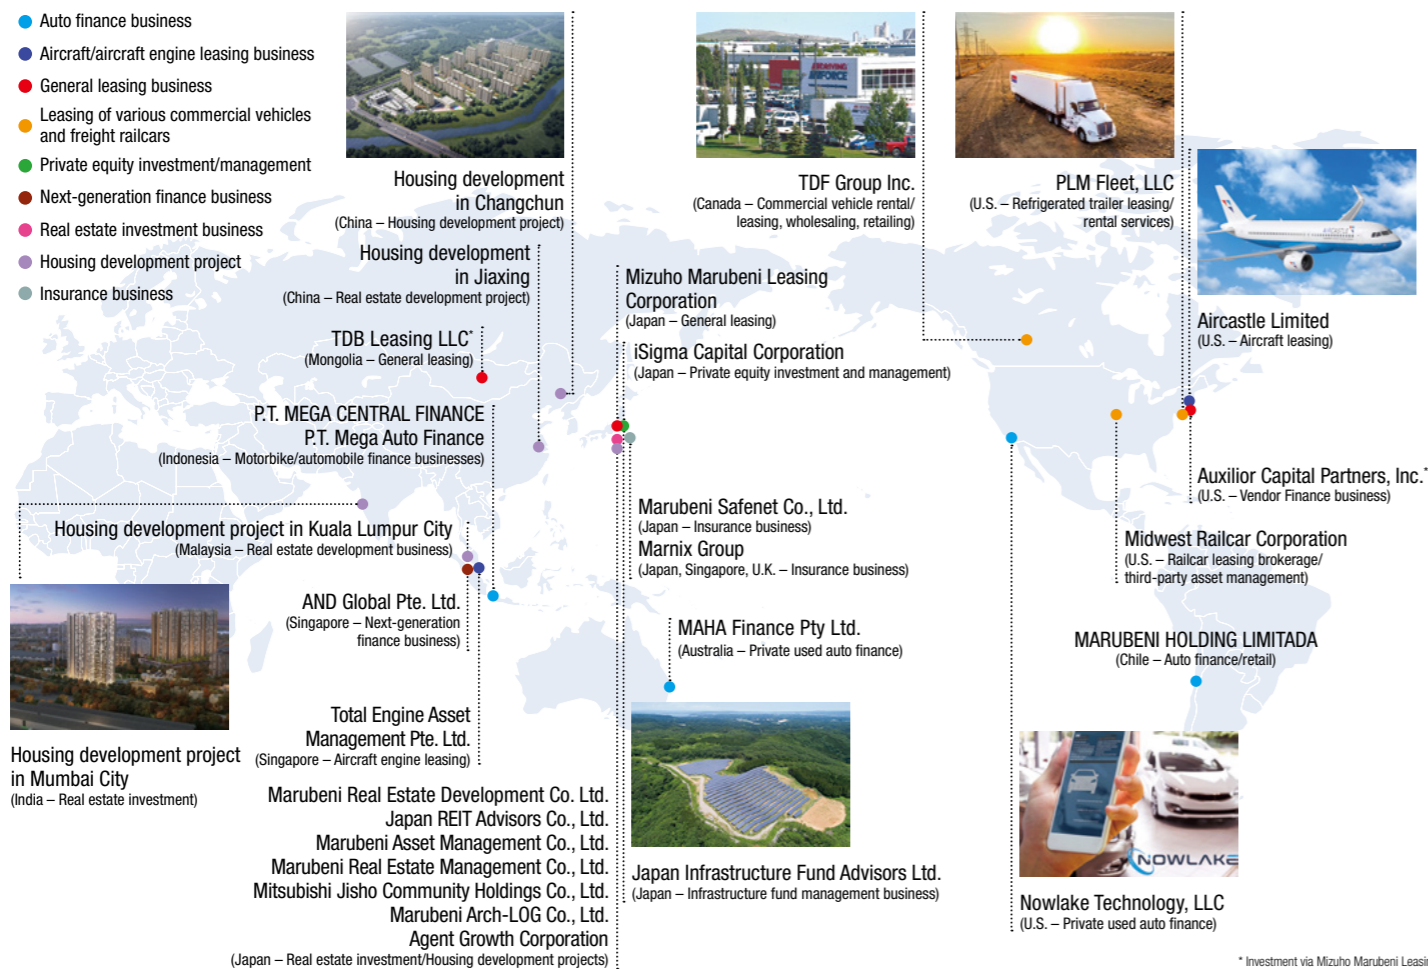 Auto finance business
Aircraft/aircraft engine leasing business
General leasing business
Leasing of various commercial vehicles
and freight railcars
Private equity investment/management
Next-generation finance business
Real estate investment business
Housing development project
Insurance business
Housing development
in Changchun
(China – Housing development project)
Housing development
in Jiaxing
(China – Real estate development project)
TDB Leasing LLC*
(Mongolia – General leasing)
P.T. MEGA CENTRAL FINANCE
P.T. Mega Auto Finance
(Indonesia – Motorbike/automobile finance businesses)
Housing development project in Kuala Lumpur City
(Malaysia – Real estate development business)
AND Global Pte. Ltd.
(Singapore – Next-generation
finance business)
Total Engine Asset
Management Pte. Ltd.
(Singapore – Aircraft engine leasing)
Housing development project
in Mumbai City
(India – Real estate investment)
Marubeni Real Estate Development Co. Ltd.
Japan REIT Advisors Co., Ltd.
Marubeni Asset Management Co., Ltd.
Marubeni Real Estate Management Co., Ltd.
Mitsubishi Jisho Community Holdings Co., Ltd.
Marubeni Arch-LOG Co., Ltd.
Agent Growth Corporation
(Japan – Real estate investment/Housing development projects)
Mizuho Marubeni Leasing
Corporation
(Japan – General leasing)
iSigma Capital Corporation
(Japan – Private equity investment and management)
Marubeni Safenet Co., Ltd.
(Japan – Insurance business)
Marnix Group
(Japan, Singapore, U.K. – Insurance business)
MAHA Finance Pty Ltd.
(Australia – Private used auto finance)
Japan Infrastructure Fund Advisors Ltd.
(Japan – Infrastructure fund management business)
TDF Group Inc.
(Canada – Commercial vehicle rental/
leasing, wholesaling, retailing)
PLM Fleet, LLC
(U.S. – Refrigerated trailer leasing/
rental services)
AIRCASTLE
Aircastle Limited
(U.S. – Aircraft leasing)
Auxilior Capital Partners, Inc.*
(U.S. – Vendor Finance business)
Midwest Railcar Corporation
(U.S. – Railcar leasing brokerage/
third-party asset management)
MARUBENI HOLDING LIMITADA
(Chile – Auto finance/retail)
NOWLAKE
Nowlake Technology, LLC
(U.S. – Private used auto finance)
* Investment via Mizuho Marubeni Leasin